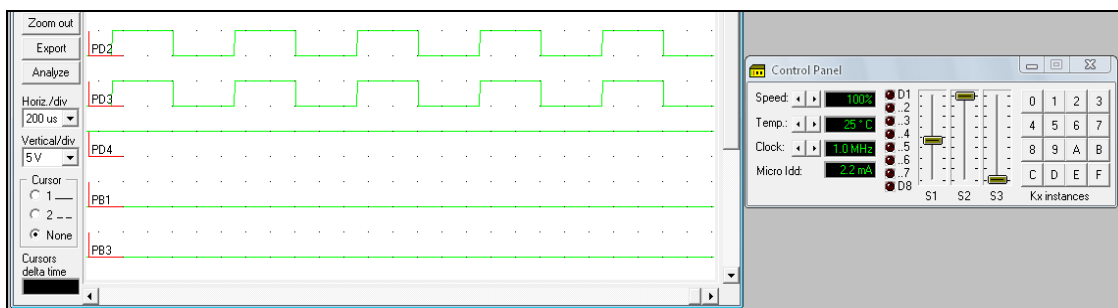 Zoom out
Export
Analyze
Horiz./div
200 us
Vertical/div
5 V
Cursor
1 __
2 _ _
None
Cursors
delta time
PD2
PD3
PD4
PB1
PB3
Control Panel
Speed: 100%
Temp.: 25 ° C
Clock: 1.0 MHz
Micro Idd: 2.2 mA
D1
..2
..3
..4
..5
..6
..7
D8
S1 S2 S3
0 1 2 3
4 5 6 7
8 9 A B
C D E F
Kx instances